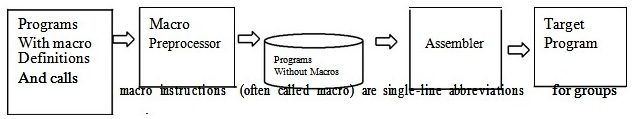 Programs
With macro
Definitions
And calls
Macro
Preprocessor
Programs
Without Macros
Assembler
Target
Program
macro instructions (often called macro) are single-line abbreviations for groups